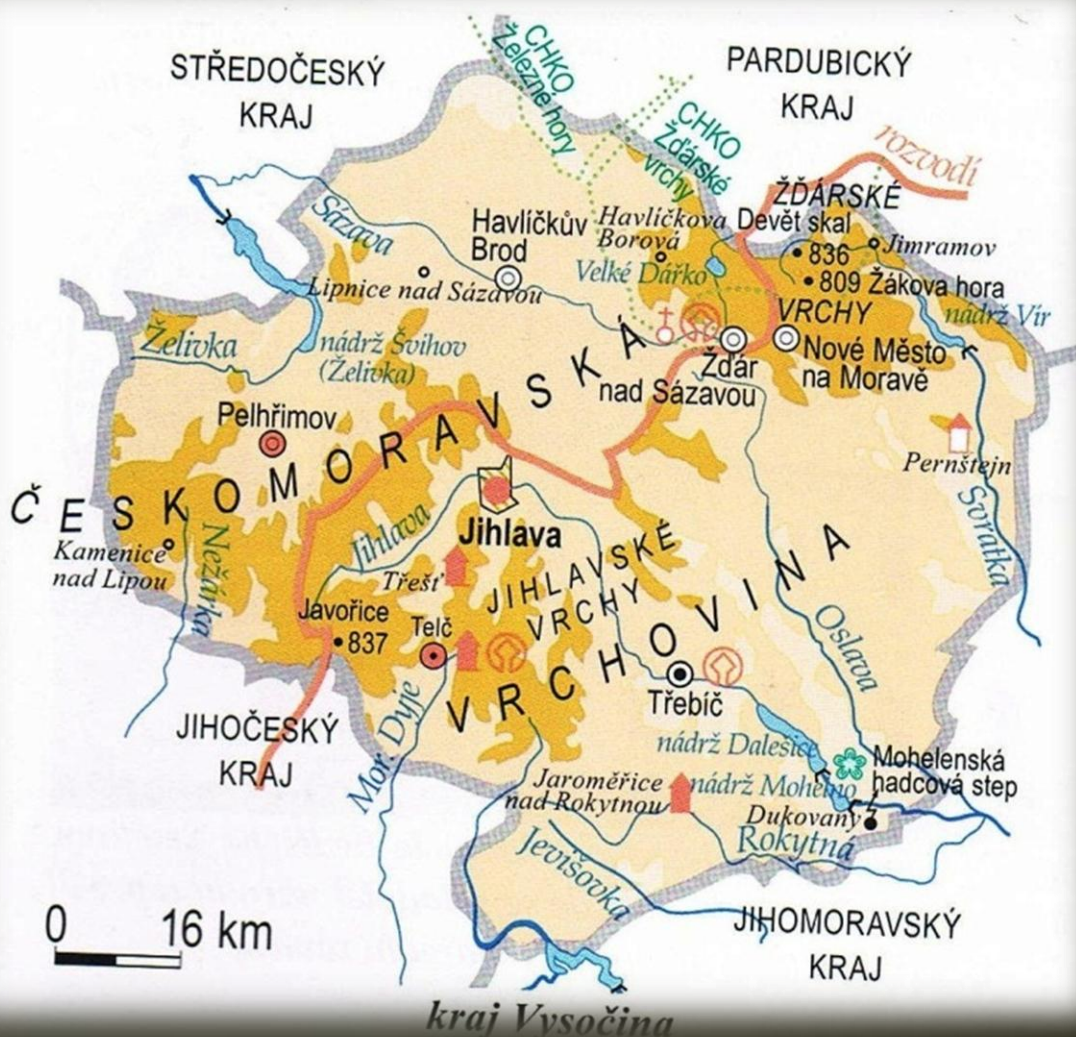 STŘEDOČESKÝ
KRAJ
CHKO
Železné hory
PARDUBICKÝ
KRAJ
CHKO
Žďárské
vrchy
rozvodí
ŽĎÁRSKÉ
Devět skal
836
Jimramov
809 Žákova hora
VRCHY
nádrž Vír
Havlíčkův
Brod
Havlíčkova
Borová
Velké Dářko
Sázava
Lipnice nad Sázavou
Želivka
nádrž Švihov
(Želivka)
Žďár
nad Sázavou
Nové Město
na Moravě
Pelhřimov
ČESKOMORAVSKÁ
Pernštejn
Svratka
Jihlava
Jihlava
Kamenice
nad Lipou
Nežárka
Třešť
JIHLAVSKÉ
VRCHY
Javořice
837
Telč
VRCHOVINA
Oslava
Třebíč
JIHOČESKÝ
KRAJ
Mor. Dyje
nádrž Dalešice
Mohelenská
hadcová step
Jaroměřice
nad Rokytnou
nádrž Mohelno
Dukovany
Rokytná
Jevišovka
JIHOMORAVSKÝ
KRAJ
0 16 km
kraj Vysočina